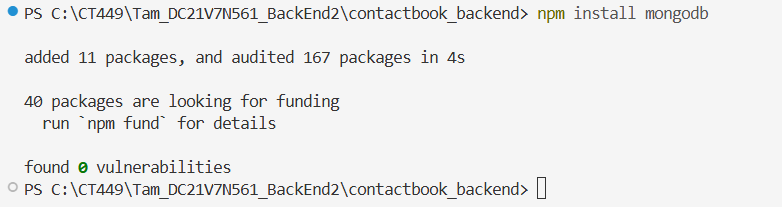 PS C:\CT449\Tam_DC21V7N561_BackEnd2\contactbook_backend> npm install mongodb
added 11 packages, and audited 167 packages in 4s
40 packages are looking for funding
  run `npm fund` for details
found 0 vulnerabilities
PS C:\CT449\Tam_DC21V7N561_BackEnd2\contactbook_backend>